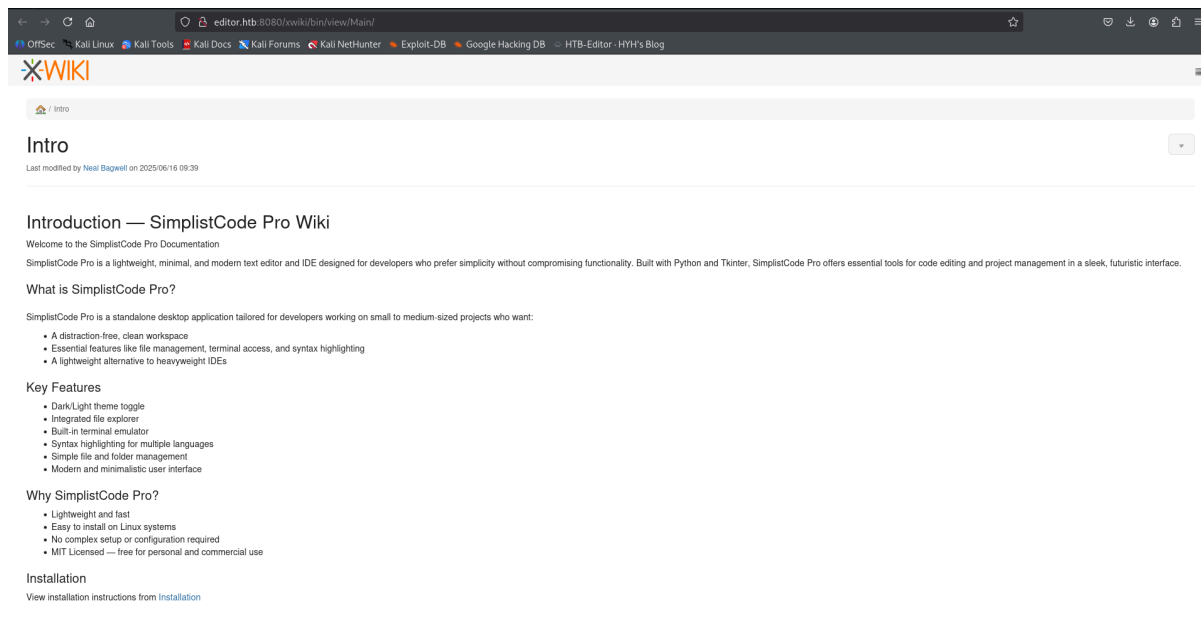 editor.htb:8080/xwiki/bin/view/Main/
OffSec Kali Linux Kali Tools Kali Docs Kali Forums Kali NetHunter Exploit-DB Google Hacking DB HTB-Editor · HYH's Blog
XWIKI
/ Intro
Intro
Last modified by Neal Bagwell on 2025/06/16 09:39
Introduction — SimplistCode Pro Wiki
Welcome to the SimplistCode Pro Documentation
SimplistCode Pro is a lightweight, minimal, and modern text editor and IDE designed for developers who prefer simplicity without compromising functionality. Built with Python and Tkinter, SimplistCode Pro offers essential tools for code editing and project management in a sleek, futuristic interface.
What is SimplistCode Pro?
SimplistCode Pro is a standalone desktop application tailored for developers working on small to medium-sized projects who want:
• A distraction-free, clean workspace
• Essential features like file management, terminal access, and syntax highlighting
• A lightweight alternative to heavyweight IDEs
Key Features
• Dark/Light theme toggle
• Integrated file explorer
• Built-in terminal emulator
• Syntax highlighting for multiple languages
• Simple file and folder management
• Modern and minimalistic user interface
Why SimplistCode Pro?
• Lightweight and fast
• Easy to install on Linux systems
• No complex setup or configuration required
• MIT Licensed — free for personal and commercial use
Installation
View installation instructions from Installation